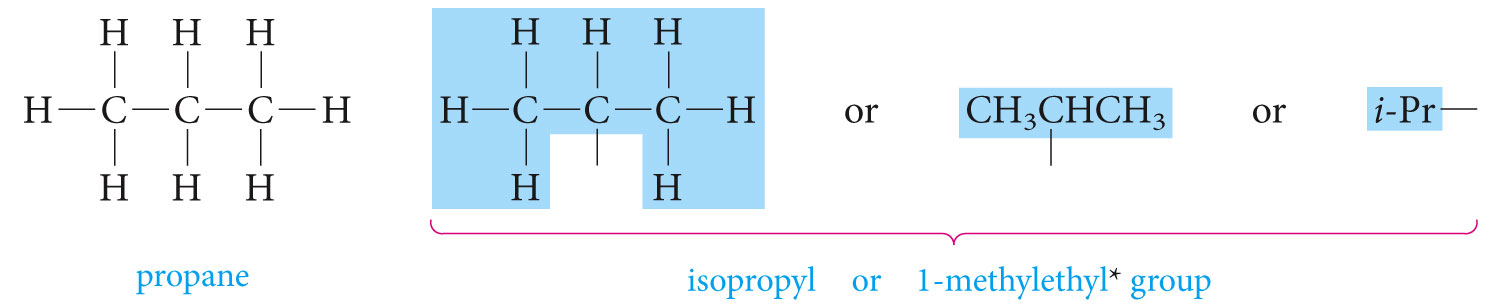 H H H H H H
H—C—C—C—H H—C—C—C—H or CH₃CHCH₃ or i-Pr—
H H H H H
propane isopropyl or 1-methylethyl* group